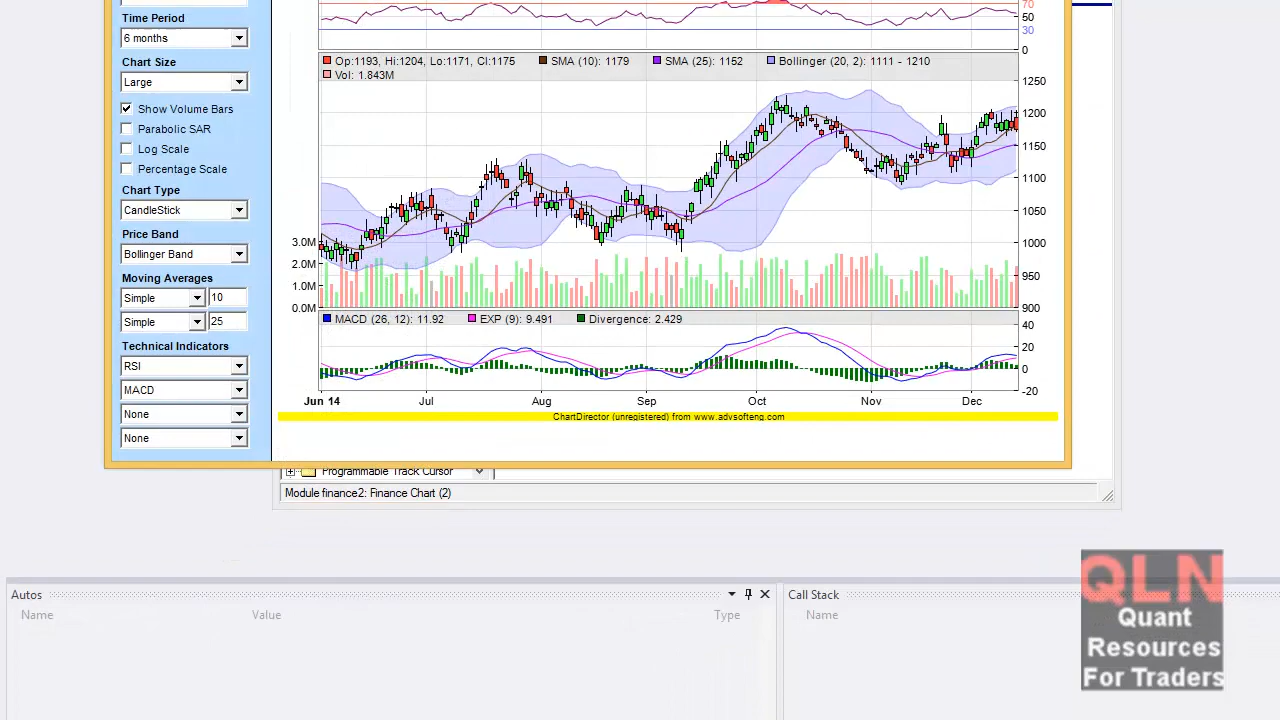 Time Period
6 months
Chart Size
Large
Show Volume Bars
Parabolic SAR
Log Scale
Percentage Scale
Chart Type
CandleStick
Price Band
Bollinger Band
Moving Averages
Simple 10
Simple 25
Technical Indicators
RSI
MACD
None
None
70
50
30
0
Op:1193, Hi:1204, Lo:1171, Cl:1175 SMA (10): 1179 SMA (25): 1152 Bollinger (20, 2): 1111 - 1210
Vol: 1.843M
1250
1200
1150
1100
1050
3.0M 1000
2.0M 950
1.0M
0.0M 900
MACD (26, 12): 11.92 EXP (9): 9.491 Divergence: 2.429
40
20
0
-20
Jun 14 Jul Aug Sep Oct Nov Dec
ChartDirector (unregistered) from www.advsofteng.com
Programmable Track Cursor
Module finance2: Finance Chart (2)
Autos
Name Value Type
Call Stack
Name
QLN
Quant
Resources
For Traders